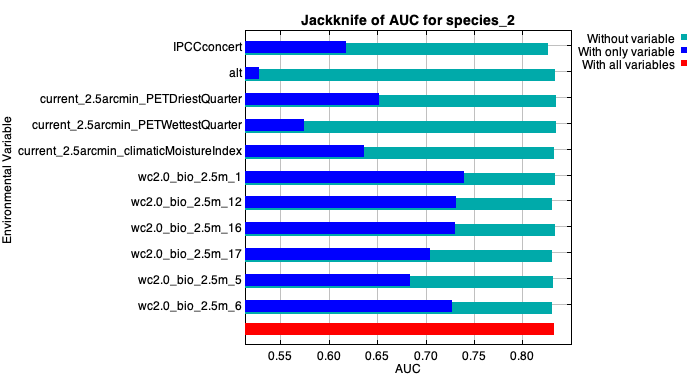 Jackknife of AUC for species_2
Without variable
With only variable
With all variables
Environmental Variable
IPCCconcert
alt
current_2.5arcmin_PETDriestQuarter
current_2.5arcmin_PETWettestQuarter
current_2.5arcmin_climaticMoistureIndex
wc2.0_bio_2.5m_1
wc2.0_bio_2.5m_12
wc2.0_bio_2.5m_16
wc2.0_bio_2.5m_17
wc2.0_bio_2.5m_5
wc2.0_bio_2.5m_6
0.55 0.60 0.65 0.70 0.75 0.80
AUC